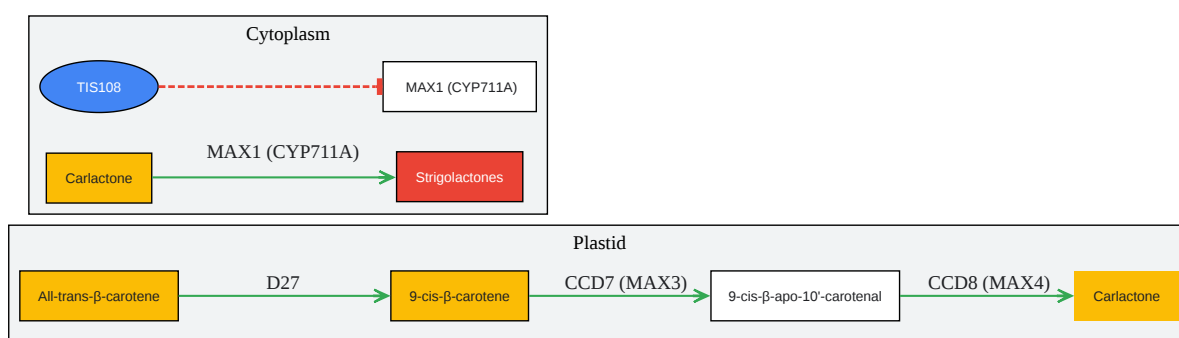 Cytoplasm
TIS108
MAX1 (CYP711A)
MAX1 (CYP711A)
Carlactone
Strigolactones
Plastid
All-trans-β-carotene
D27
9-cis-β-carotene
CCD7 (MAX3)
9-cis-β-apo-10'-carotenal
CCD8 (MAX4)
Carlactone